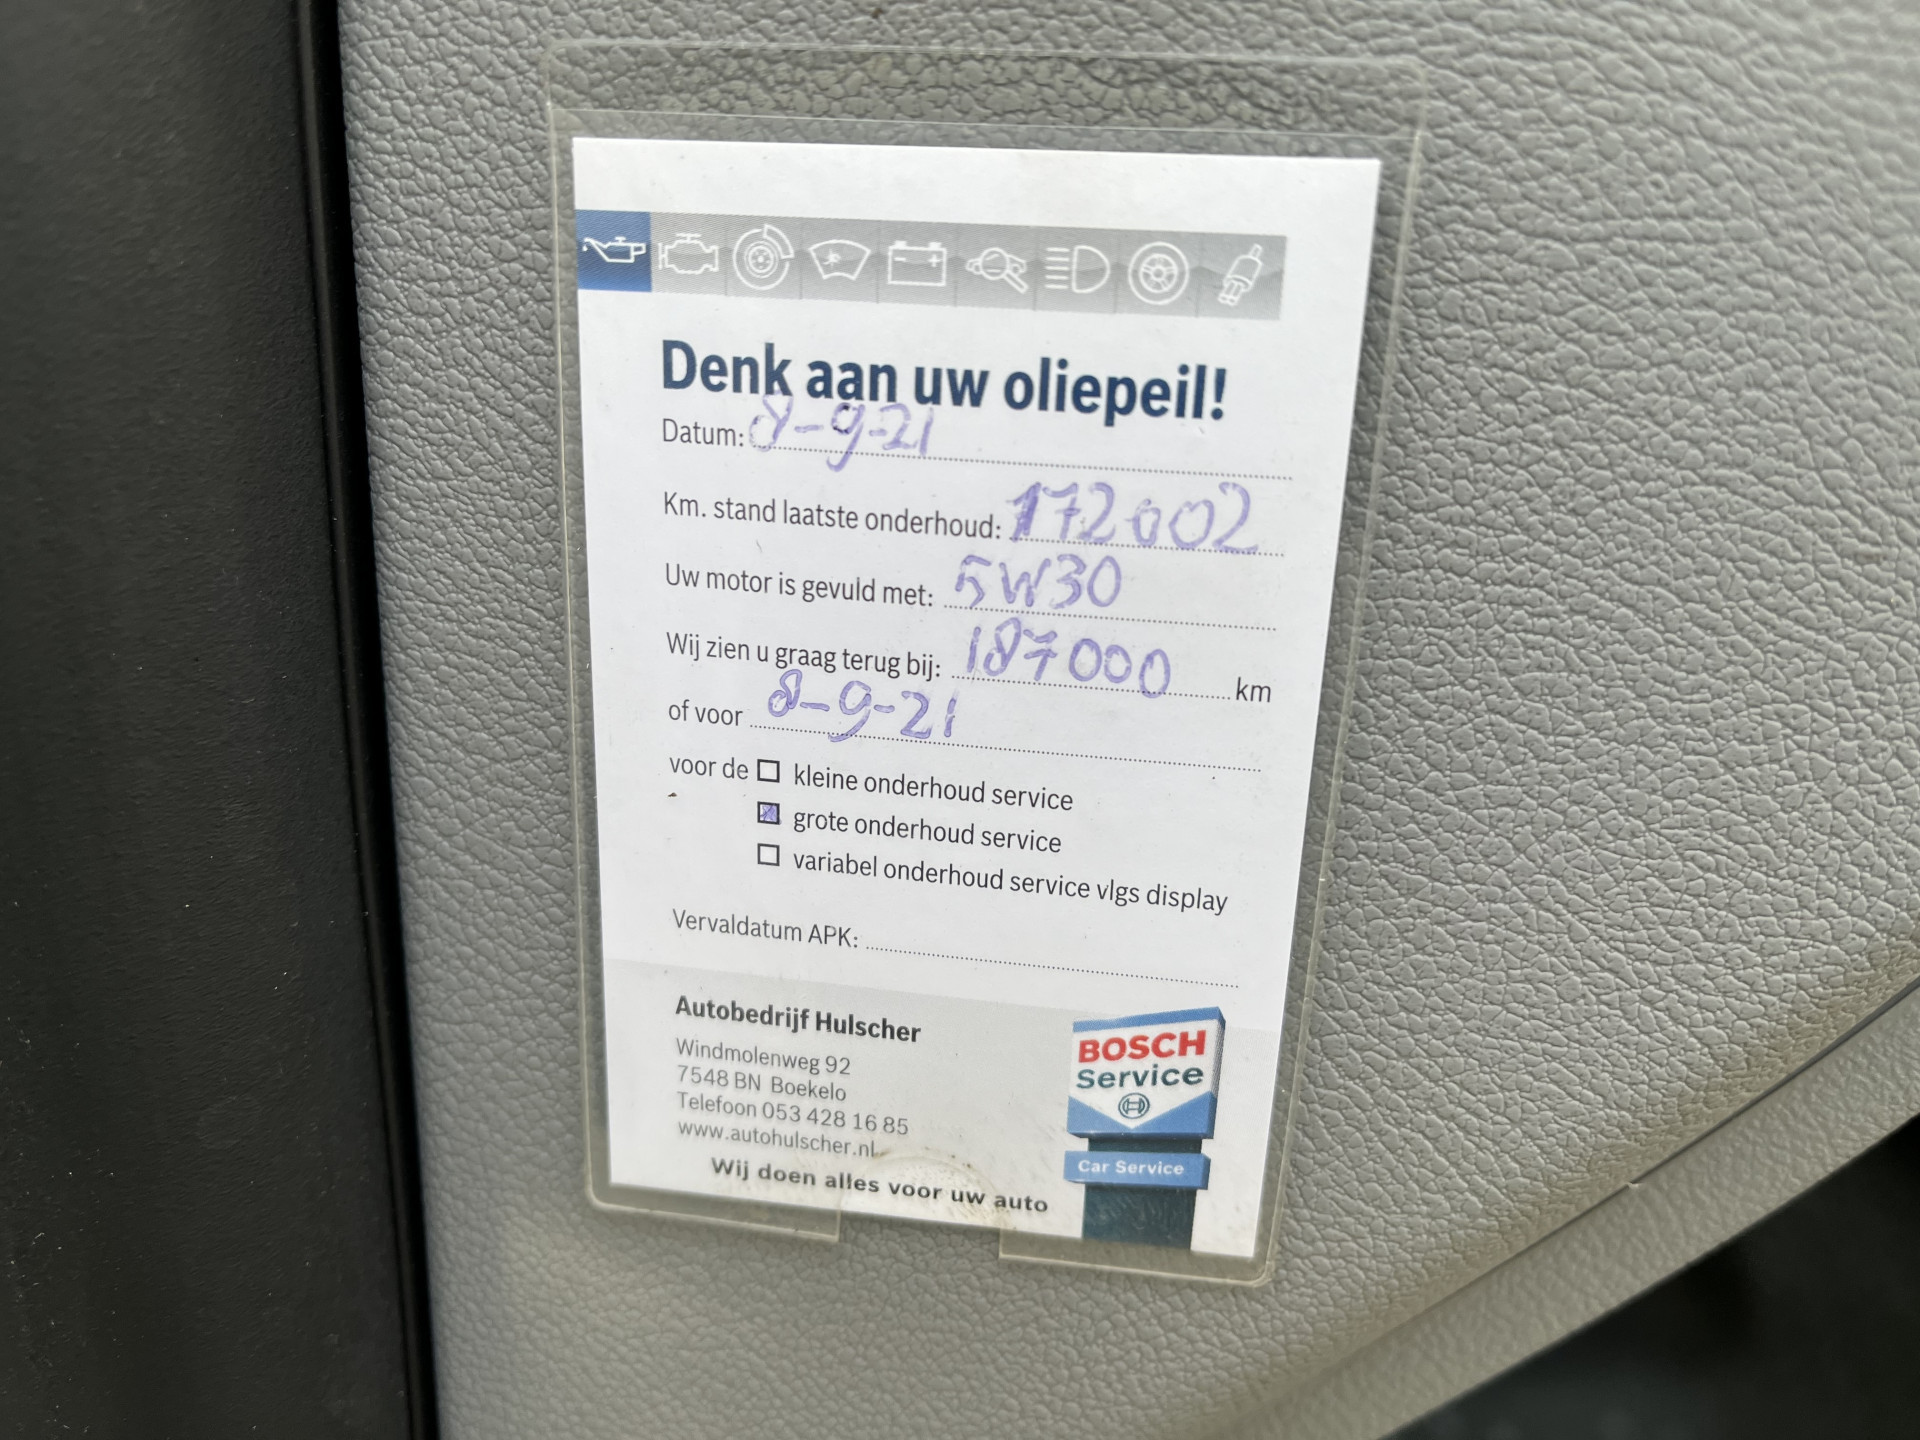 Denk aan uw oliepeil!
Datum: 8-9-21
Km. stand laatste onderhoud: 172002
Uw motor is gevuld met: 5W30
Wij zien u graag terug bij: 187000 km
of voor 8-9-21
voor de kleine onderhoud service
grote onderhoud service
variabel onderhoud service vlgs display
Vervaldatum APK:
Autobedrijf Hulscher
Windmolenweg 92
7548 BN Boekelo
Telefoon 053 428 16 85
www.autohulscher.nl
Wij doen alles voor uw auto
BOSCH
Service
Car Service